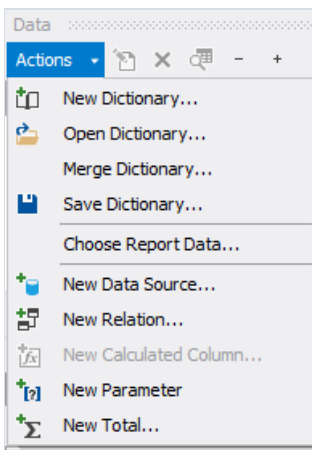 Data
Actions
New Dictionary...
Open Dictionary...
Merge Dictionary...
Save Dictionary...
Choose Report Data...
New Data Source...
New Relation...
New Calculated Column...
New Parameter
New Total...